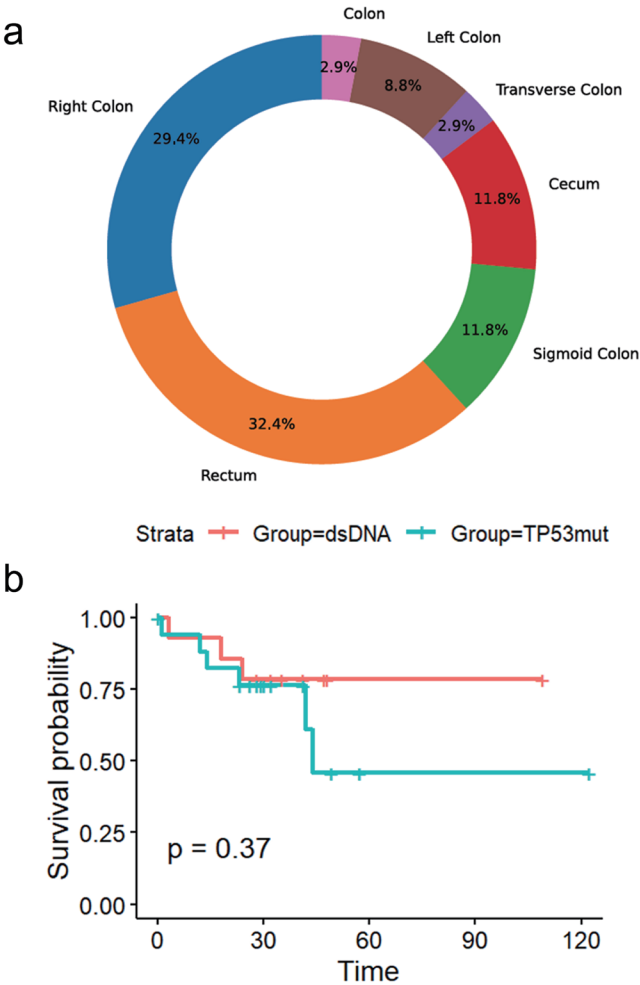 a
Colon
Left Colon
2.9%
8.8%
Transverse Colon
Right Colon
2.9%
29.4%
Cecum
11.8%
11.8%
Sigmoid Colon
32.4%
Rectum
Strata Group=dsDNA Group=TP53mut
b
1.00
0.75
0.50
0.25
0.00
Survival probability
p = 0.37
0 30 60 90 120
Time